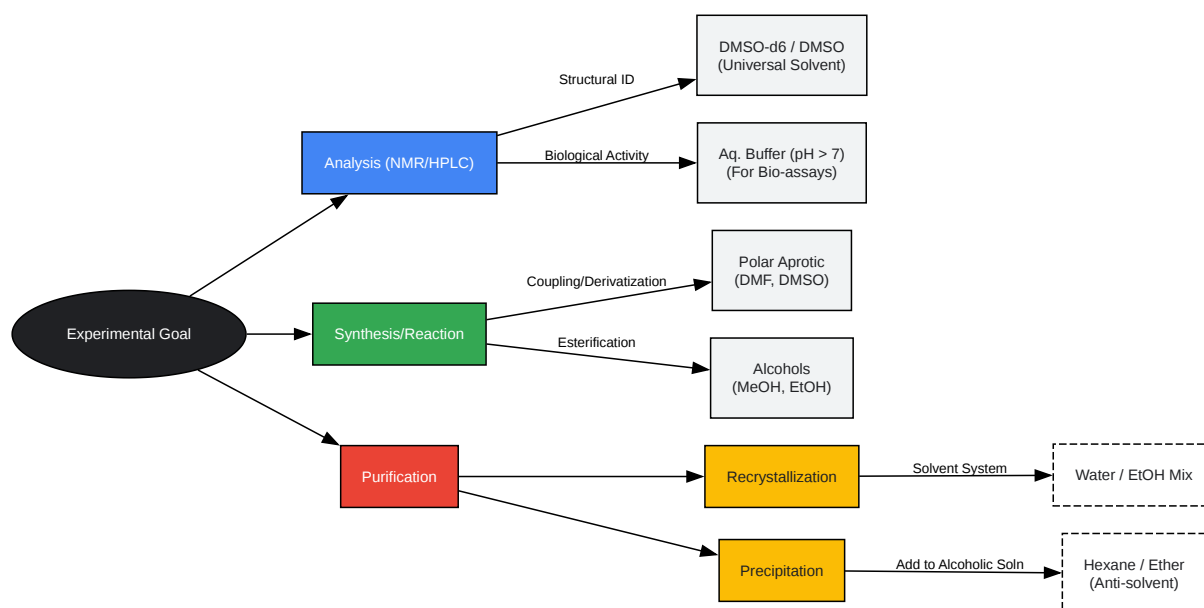 DMSO-d6 / DMSO
(Universal Solvent)
Structural ID
Analysis (NMR/HPLC)
Biological Activity
Aq. Buffer (pH > 7)
(For Bio-assays)
Polar Aprotic
(DMF, DMSO)
Coupling/Derivatization
Experimental Goal
Synthesis/Reaction
Esterification
Alcohols
(MeOH, EtOH)
Purification
Recrystallization
Solvent System
Water / EtOH Mix
Precipitation
Add to Alcoholic Soln
Hexane / Ether
(Anti-solvent)